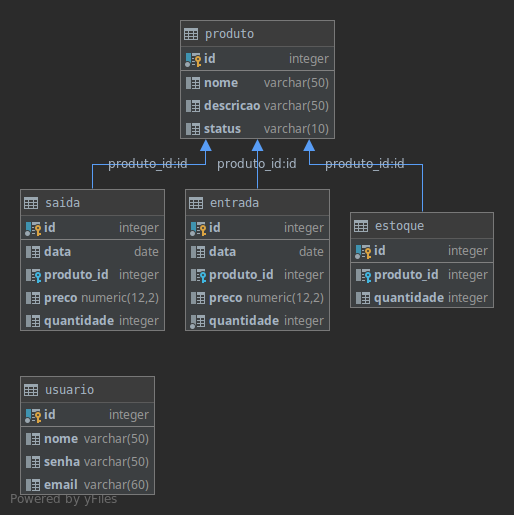 produto
id integer
nome varchar(50)
descricao varchar(50)
status varchar(10)
produto_id:id produto_id:id produto_id:id
saida
id integer
data date
produto_id integer
preco numeric(12,2)
quantidade integer
entrada
id integer
data date
produto_id integer
preco numeric(12,2)
quantidade integer
estoque
id integer
produto_id integer
quantidade integer
usuario
id integer
nome varchar(50)
senha varchar(50)
email varchar(60)
Powered by yFiles